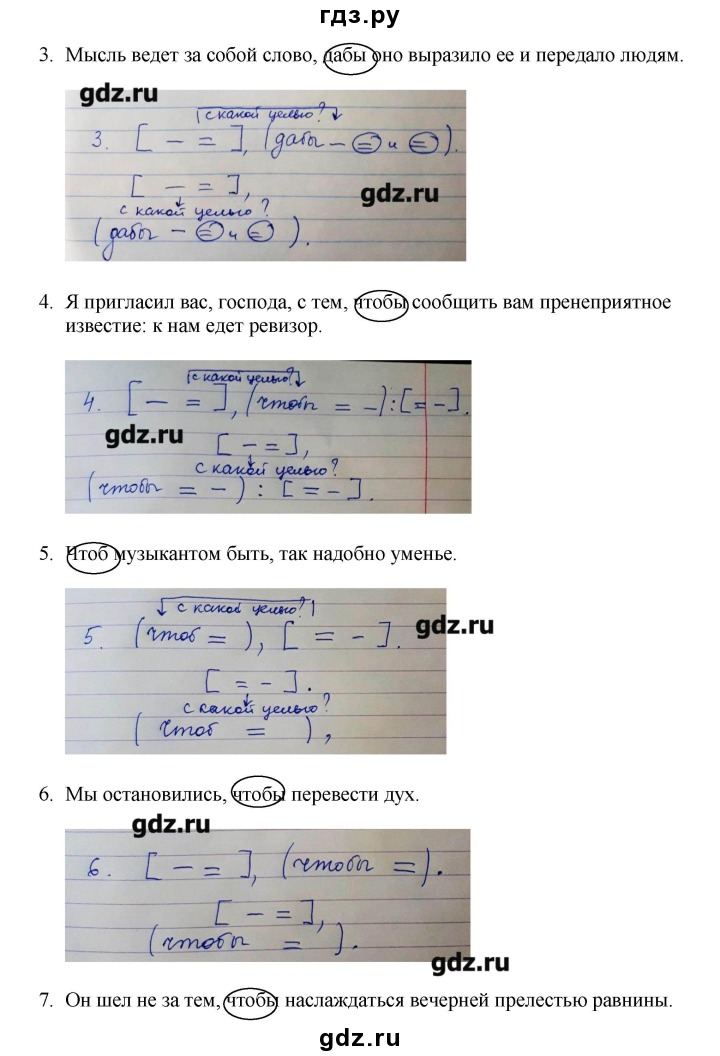 гдз.ру
3. Мысль ведет за собой слово, дабы оно выразило ее и передало людям.
gdz.ru
с какой целью?
3. [ — = ], (дабы — = и = ).
[ — = ],
gdz.ru
с какой целью?
(дабы — = и = ).
4. Я пригласил вас, господа, с тем, чтобы сообщить вам пренеприятное
известие: к нам едет ревизор.
с какой целью?
4. [ — = ], (чтобы = —) : [ = — ].
gdz.ru
[ — = ],
с какой целью?
(чтобы = — ) : [ = — ].
5. Чтоб музыкантом быть, так надобно уменье.
с какой целью?
gdz.ru
5. (чтоб = ), [ = — ].
[ = — ].
с какой целью?
( чтоб = ),
6. Мы остановились, чтобы перевести дух.
gdz.ru
6. [ — = ], (чтобы = ).
[ — = ],
(чтобы = ).
gdz.ru
7. Он шел не за тем, чтобы наслаждаться вечерней прелестью равнины.
gdz.ru